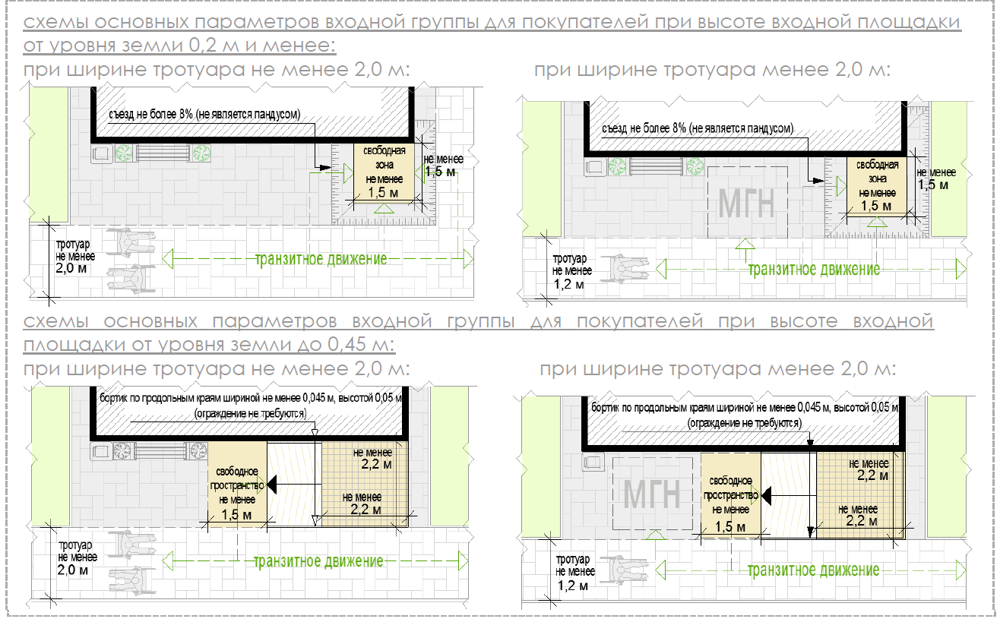 схемы основных параметров входной группы для покупателей при высоте входной площадки
от уровня земли 0,2 м и менее:
при ширине тротуара не менее 2,0 м:
съезд не более 8% (не является пандусом)
свободная
зона
не менее
1,5 м
не менее
1,5 м
тротуар
не менее
2,0 м
транзитное движение
при ширине тротуара менее 2,0 м:
съезд не более 8% (не является пандусом)
МГН
свободная
зона
не менее
1,5 м
не менее
1,5 м
тротуар
не менее
1,2 м
транзитное движение
схемы основных параметров входной группы для покупателей при высоте входной
площадки от уровня земли до 0,45 м:
при ширине тротуара не менее 2,0 м:
бортик по продольным краям шириной не менее 0,045 м, высотой 0,05 м
(ограждение не требуются)
свободное
пространство
не менее
1,5 м
не менее
2,2 м
не менее
2,2 м
тротуар
не менее
2,0 м
транзитное движение
при ширине тротуара менее 2,0 м:
бортик по продольным краям шириной не менее 0,045 м, высотой 0,05 м
(ограждение не требуются)
МГН
свободное
пространство
не менее
1,5 м
не менее
2,2 м
не менее
2,2 м
тротуар
не менее
1,2 м
транзитное движение